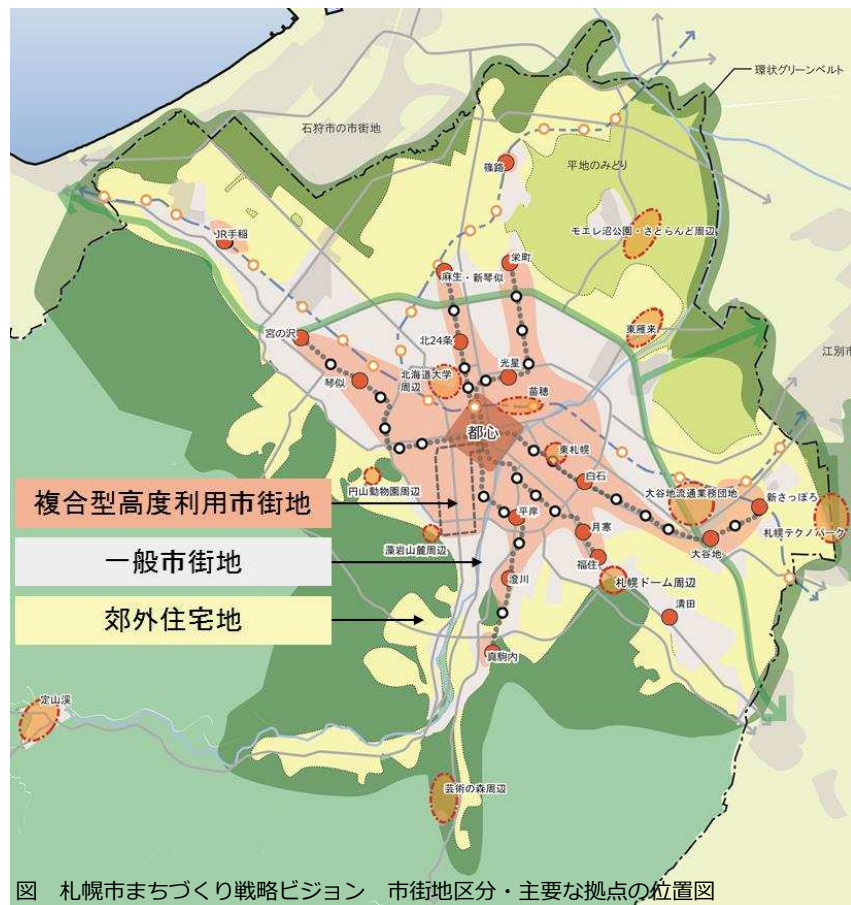 環状グリーンベルト
石狩市の市街地
篠路
平地のみどり
JR手稲
モエレ沼公園・さとらんど周辺
栄町
麻生・新琴似
宮の沢
北24条
東雁来
江別市
光星
北海道大学
周辺
琴似
苗穂
都心
東札幌
白石
円山動物園周辺
大谷地流通業務団地
新さっぽろ
複合型高度利用市街地
平岸
月寒
札幌テクノパーク
藻岩山麓周辺
大谷地
一般市街地
福住
澄川
札幌ドーム周辺
清田
郊外住宅地
真駒内
定山渓
芸術の森周辺
図 札幌市まちづくり戦略ビジョン 市街地区分・主要な拠点の位置図